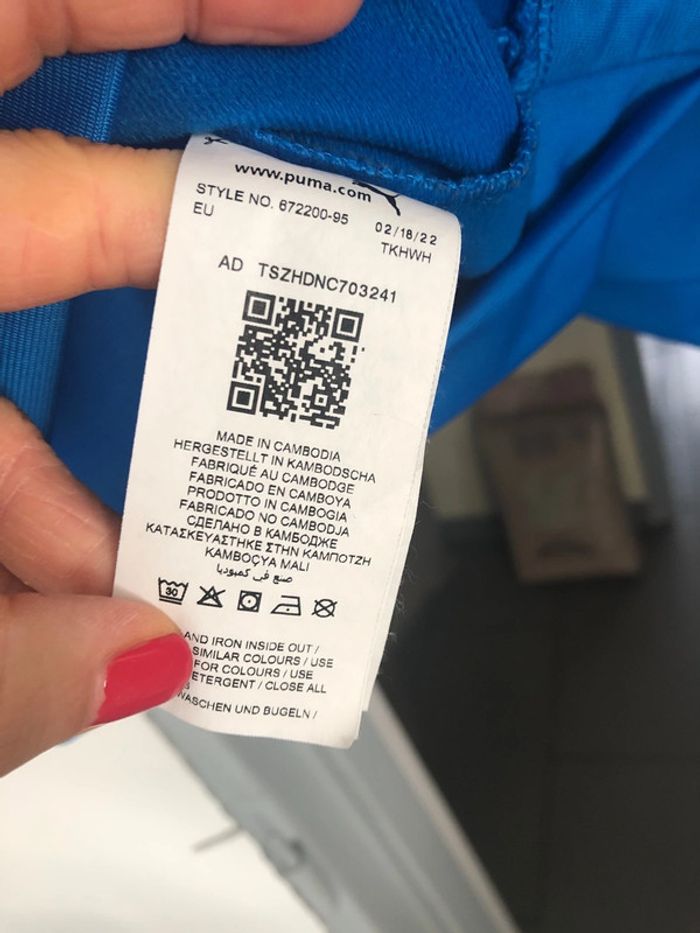 www.puma.com
STYLE NO. 672200-95
EU
02/18/22
TKHWH
AD TSZHDNC703241
MADE IN CAMBODIA
HERGESTELLT IN KAMBODSCHA
FABRIQUÉ AU CAMBODGE
FABRICADO EN CAMBOYA
PRODOTTO IN CAMBOGIA
FABRICADO NO CAMBODJA
СДЕЛАНО В КАМБОДЖЕ
ΚΑΤΑΣΚΕΥΑΣΤΗΚΕ ΣΤΗΝ ΚΑΜΠΟΤΖΗ
KAMBOÇYA MALI
صنع في كمبوديا
30
AND IRON INSIDE OUT /
SIMILAR COLOURS / USE
FOR COLOURS / USE
ETERGENT / CLOSE ALL
WASCHEN UND BUGELN /